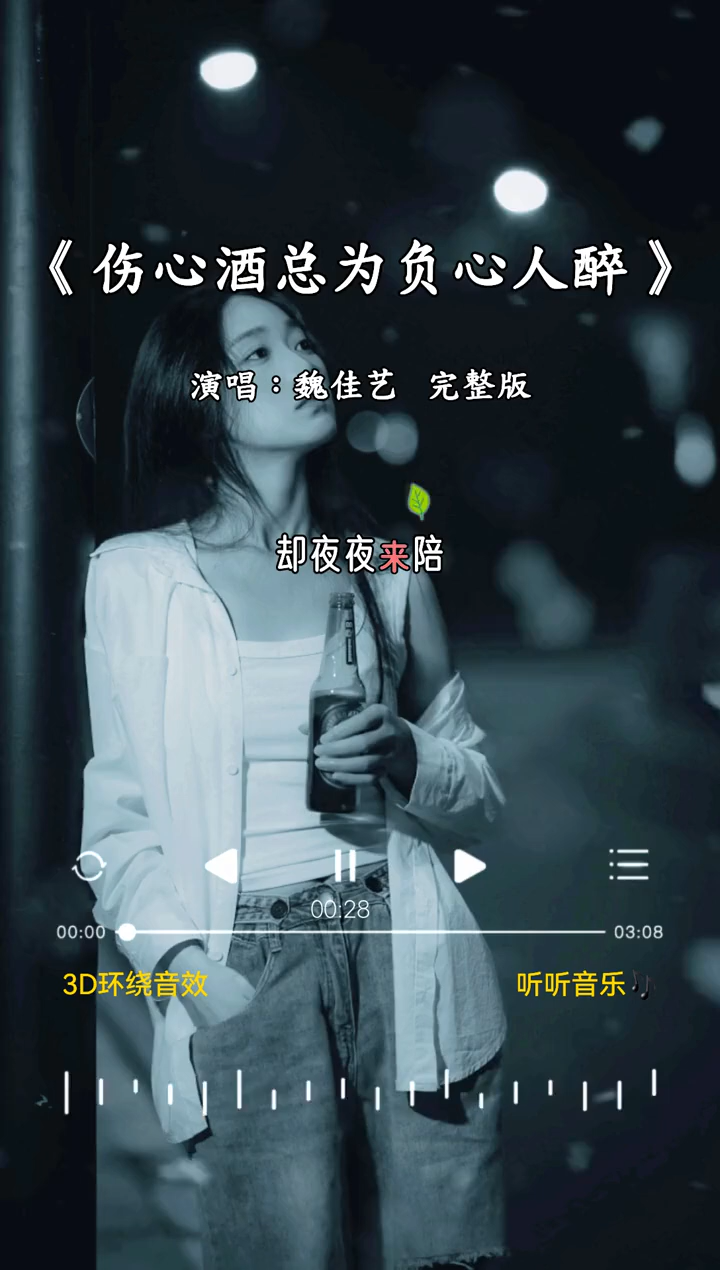 《伤心酒总为负心人醉》
演唱：魏佳艺 完整版
却夜夜来陪
00:28
00:00 03:08
3D环绕音效 听听音乐